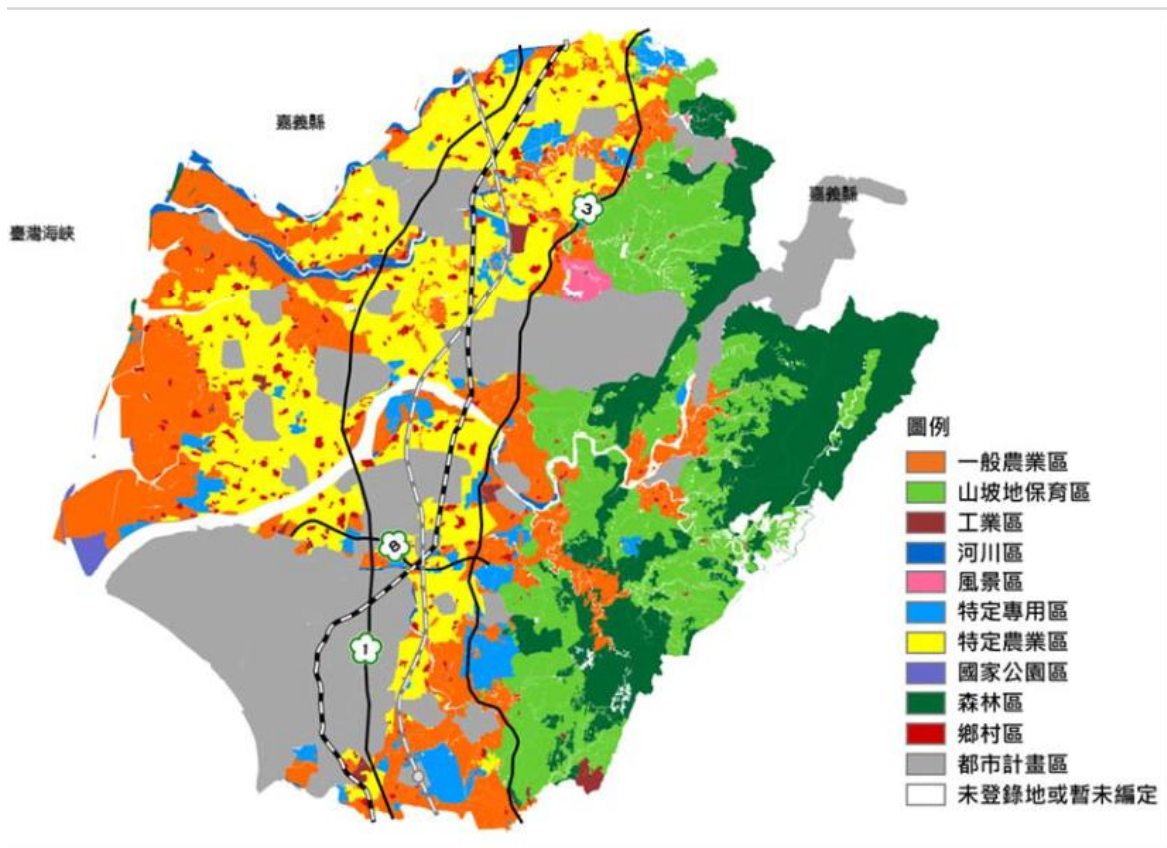 嘉義縣
3
嘉義縣
臺灣海峽
8
1
圖例
一般農業區
山坡地保育區
工業區
河川區
風景區
特定專用區
特定農業區
國家公園區
森林區
鄉村區
都市計畫區
未登錄地或暫未編定